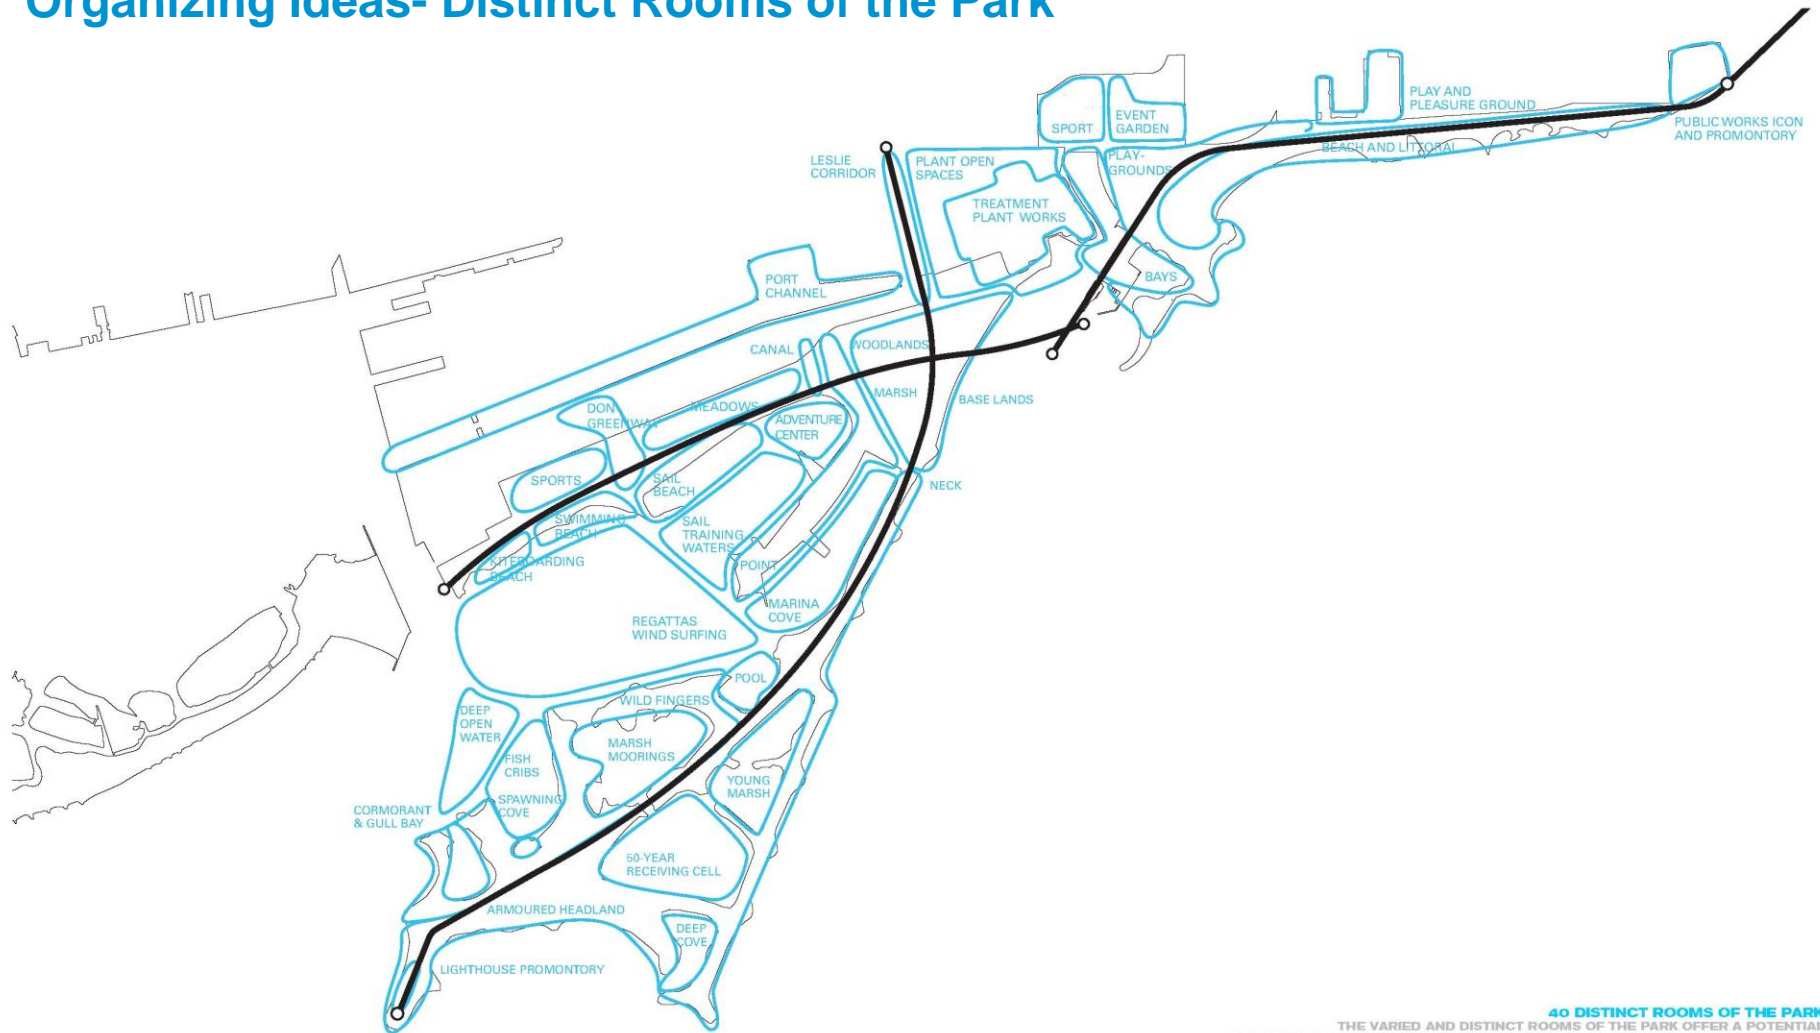 Organizing Ideas- Distinct Rooms of the Park
PLAY AND
PLEASURE GROUND
PUBLIC WORKS ICON
AND PROMONTORY
SPORT
EVENT
GARDEN
BEACH AND LITTORAL
LESLIE
CORRIDOR
PLANT OPEN
SPACES
PLAY-
GROUNDS
TREATMENT
PLANT WORKS
PORT
CHANNEL
BAYS
CANAL
WOODLANDS
MARSH
BASE LANDS
DON
GREENWAY
MEADOWS
ADVENTURE
CENTER
SPORTS
SAIL
BEACH
NECK
SWIMMING
BEACH
SAIL
TRAINING
WATERS
KITEBOARDING
BEACH
POINT
MARINA
COVE
REGATTAS
WIND SURFING
POOL
WILD FINGERS
DEEP
OPEN
WATER
MARSH
MOORINGS
FISH
CRIBS
YOUNG
MARSH
SPAWNING
COVE
CORMORANT
& GULL BAY
50-YEAR
RECEIVING CELL
ARMOURED HEADLAND
DEEP
COVE
LIGHTHOUSE PROMONTORY
40 DISTINCT ROOMS OF THE PARK
THE VARIED AND DISTINCT ROOMS OF THE PARK OFFER A POTENTIA